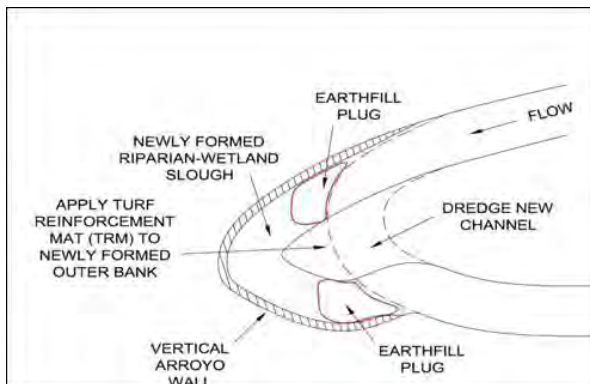 EARTHFILL
PLUG
FLOW
NEWLY FORMED
RIPARIAN-WETLAND
SLOUGH
APPLY TURF
REINFORCEMENT
MAT (TRM) TO
NEWLY FORMED
OUTER BANK
DREDGE NEW
CHANNEL
VERTICAL
ARROYO
WALL
EARTHFILL
PLUG